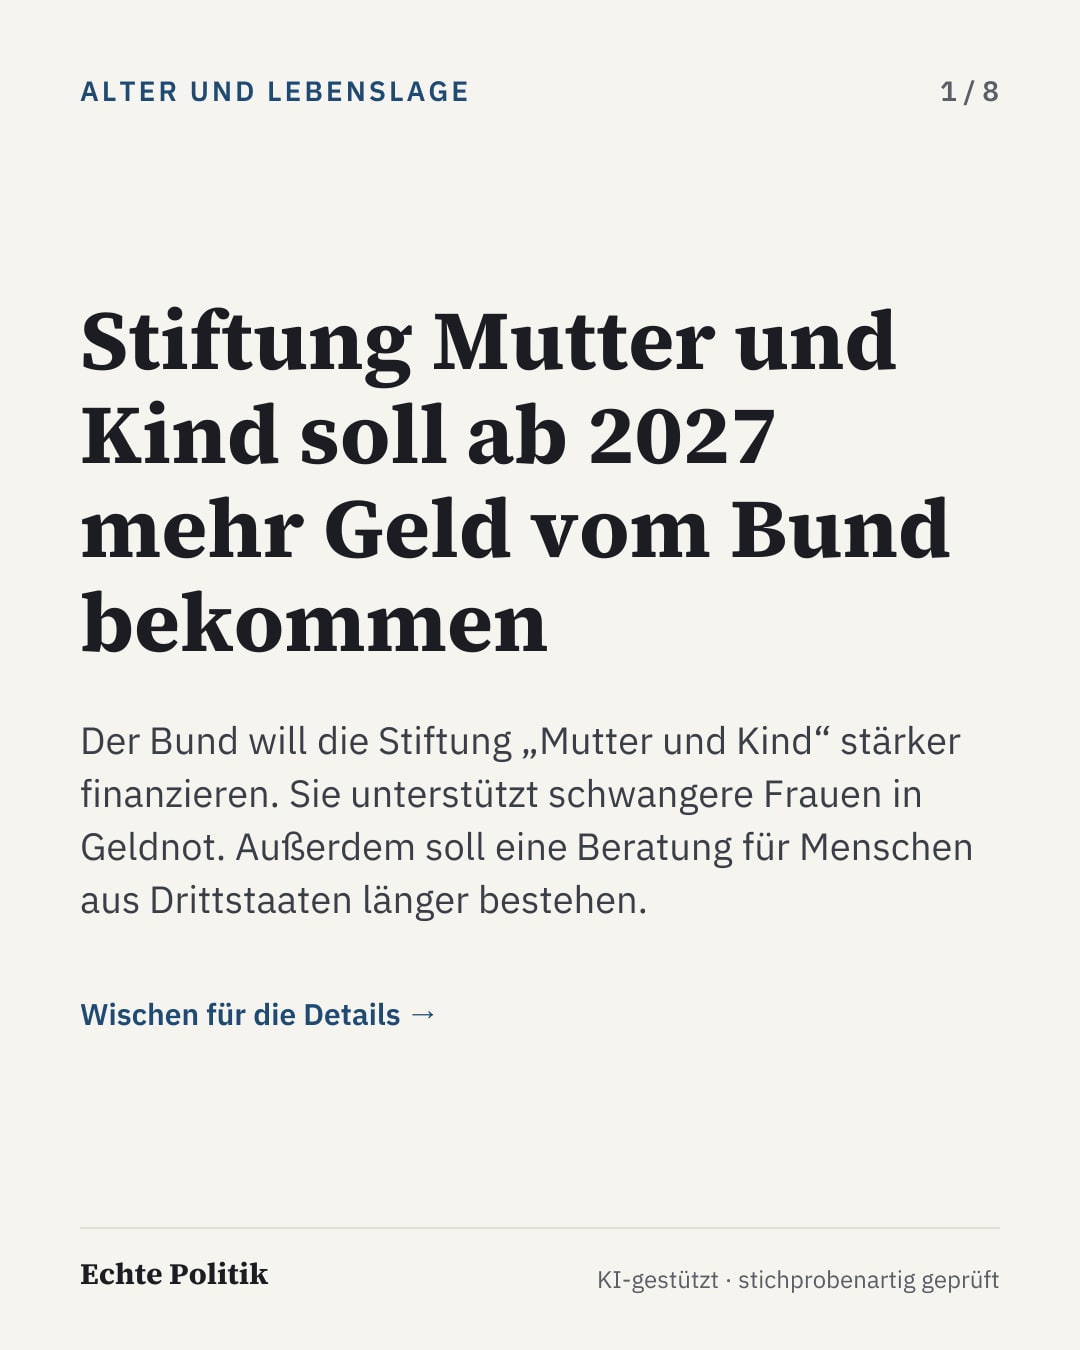 ALTER UND LEBENSLAGE
1 / 8
Stiftung Mutter und
Kind soll ab 2027
mehr Geld vom Bund
bekommen
Der Bund will die Stiftung „Mutter und Kind“ stärker
finanzieren. Sie unterstützt schwangere Frauen in
Geldnot. Außerdem soll eine Beratung für Menschen
aus Drittstaaten länger bestehen.
Wischen für die Details →
Echte Politik
KI-gestützt · stichprobenartig geprüft